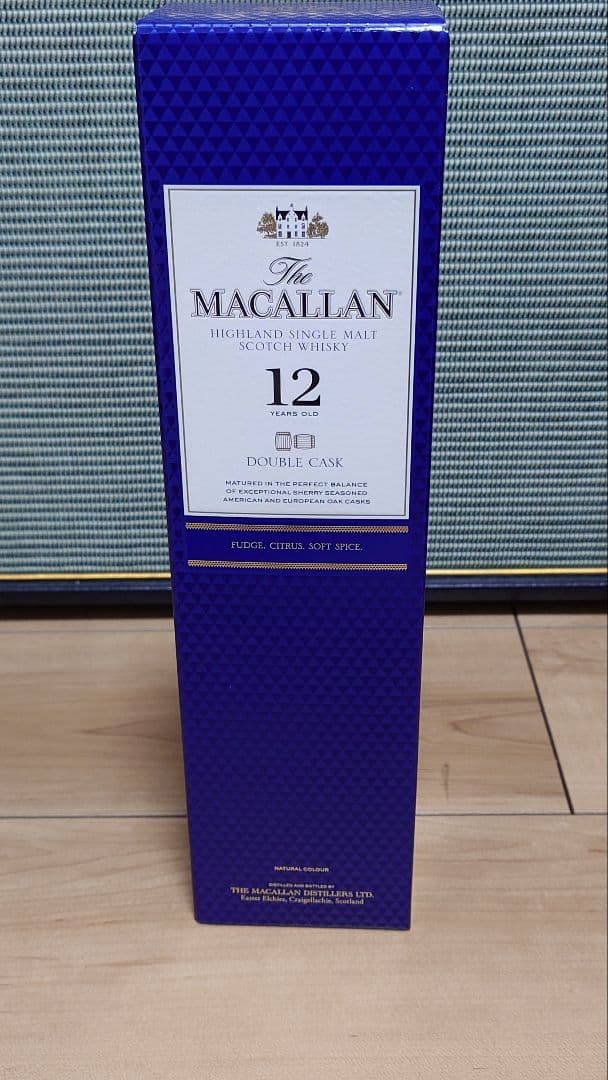 EST 1824
The
MACALLAN
HIGHLAND SINGLE MALT
SCOTCH WHISKY
12
YEARS OLD
DOUBLE CASK
MATURED IN THE PERFECT BALANCE
OF EXCEPTIONAL SHERRY SEASONED
AMERICAN AND EUROPEAN OAK CASKS
FUDGE. CITRUS. SOFT SPICE.
NATURAL COLOUR
DISTILLED AND BOTTLED BY
THE MACALLAN DISTILLERS LTD.
Easter Elchies, Craigellachie, Scotland